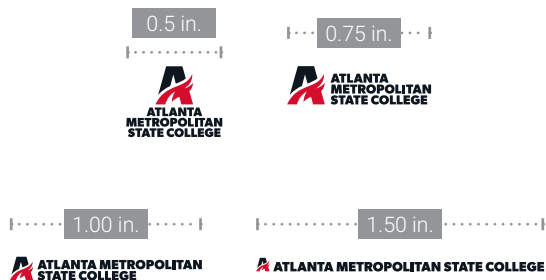 0.5 in.
ATLANTA
METROPOLITAN
STATE COLLEGE
0.75 in.
ATLANTA
METROPOLITAN
STATE COLLEGE
1.00 in.
ATLANTA METROPOLITAN
STATE COLLEGE
1.50 in.
ATLANTA METROPOLITAN STATE COLLEGE